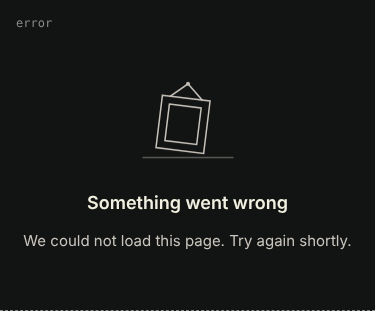 error
Something went wrong
We could not load this page. Try again shortly.